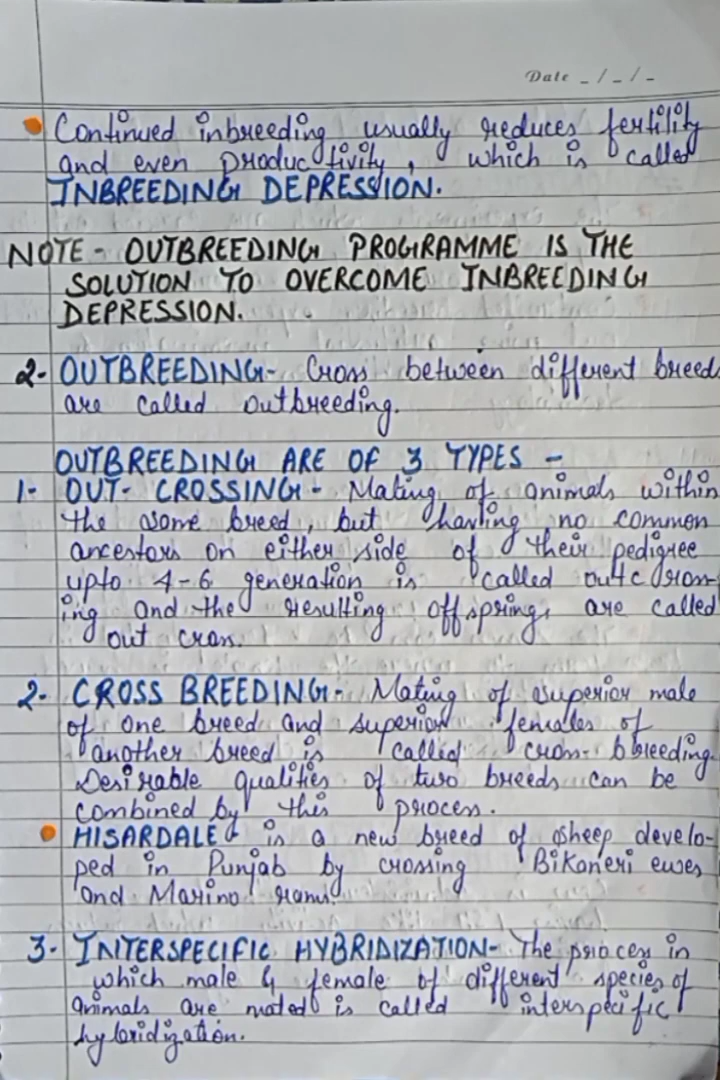 Date _ / _ / _
Continued inbreeding usually reduces fertility
and even productivity, which is called
INBREEDING DEPRESSION.
NOTE - OUTBREEDING PROGRAMME IS THE
SOLUTION TO OVERCOME INBREEDING
DEPRESSION.
2- OUTBREEDING- Cross between different breeds
are called outbreeding.
OUTBREEDING ARE OF 3 TYPES -
1- OUT- CROSSING - Mating of animals within
the same breed, but having no common
ancestors on either side of their pedigree
upto 4-6 generation is called outcross-
ing and the resulting offsprings are called
out cross.
2- CROSS BREEDING- Mating of superior male
of one breed and superior females of
another breed is called cross-breeding.
Desirable qualities of two breeds can be
combined by this process.
HISARDALE is a new breed of sheep develo-
ped in Punjab by crossing Bikaneri ewes
and Marino rams.
3- INTERSPECIFIC HYBRIDIZATION- The process in
which male & female of different species of
animals are mated is called interspecific
hybridization.